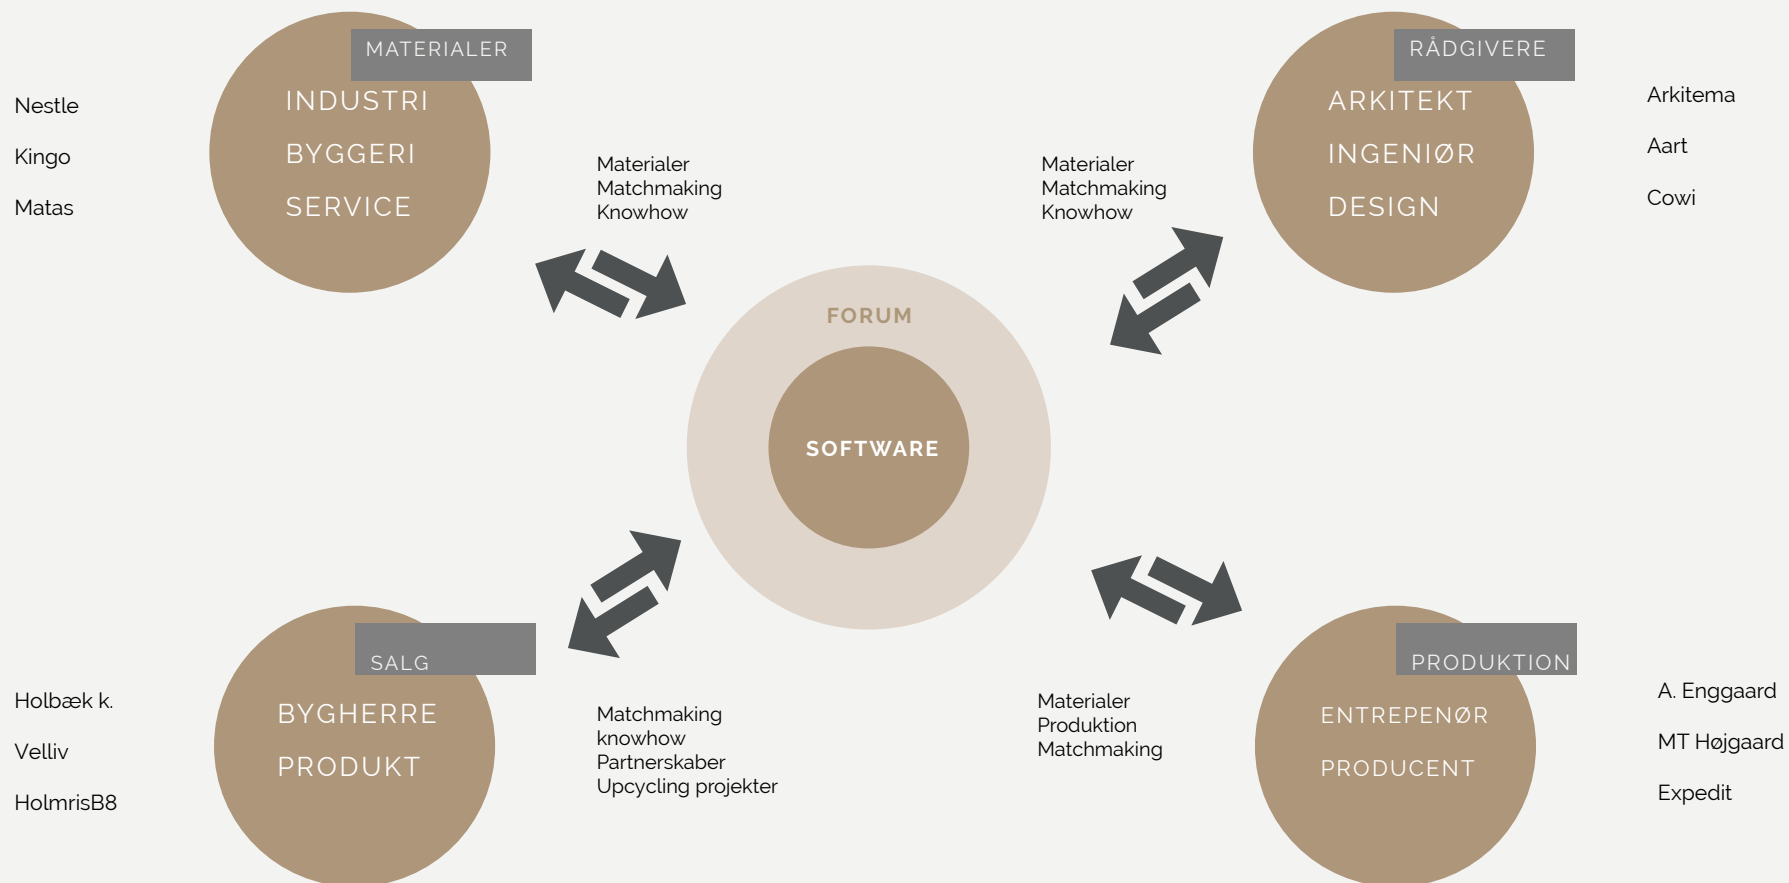 MATERIALER
INDUSTRI
BYGGERI
SERVICE
Nestle
Kingo
Matas
Materialer
Matchmaking
Knowhow
RÅDGIVERE
ARKITEKT
INGENIØR
DESIGN
Arkitema
Aart
Cowi
Materialer
Matchmaking
Knowhow
FORUM
SOFTWARE
SALG
BYGHERRE
PRODUKT
Holbæk k.
Velliv
HolmrisB8
Matchmaking
knowhow
Partnerskaber
Upcycling projekter
Materialer
Produktion
Matchmaking
PRODUKTION
ENTREPENØR
PRODUCENT
A. Enggaard
MT Højgaard
Expedit